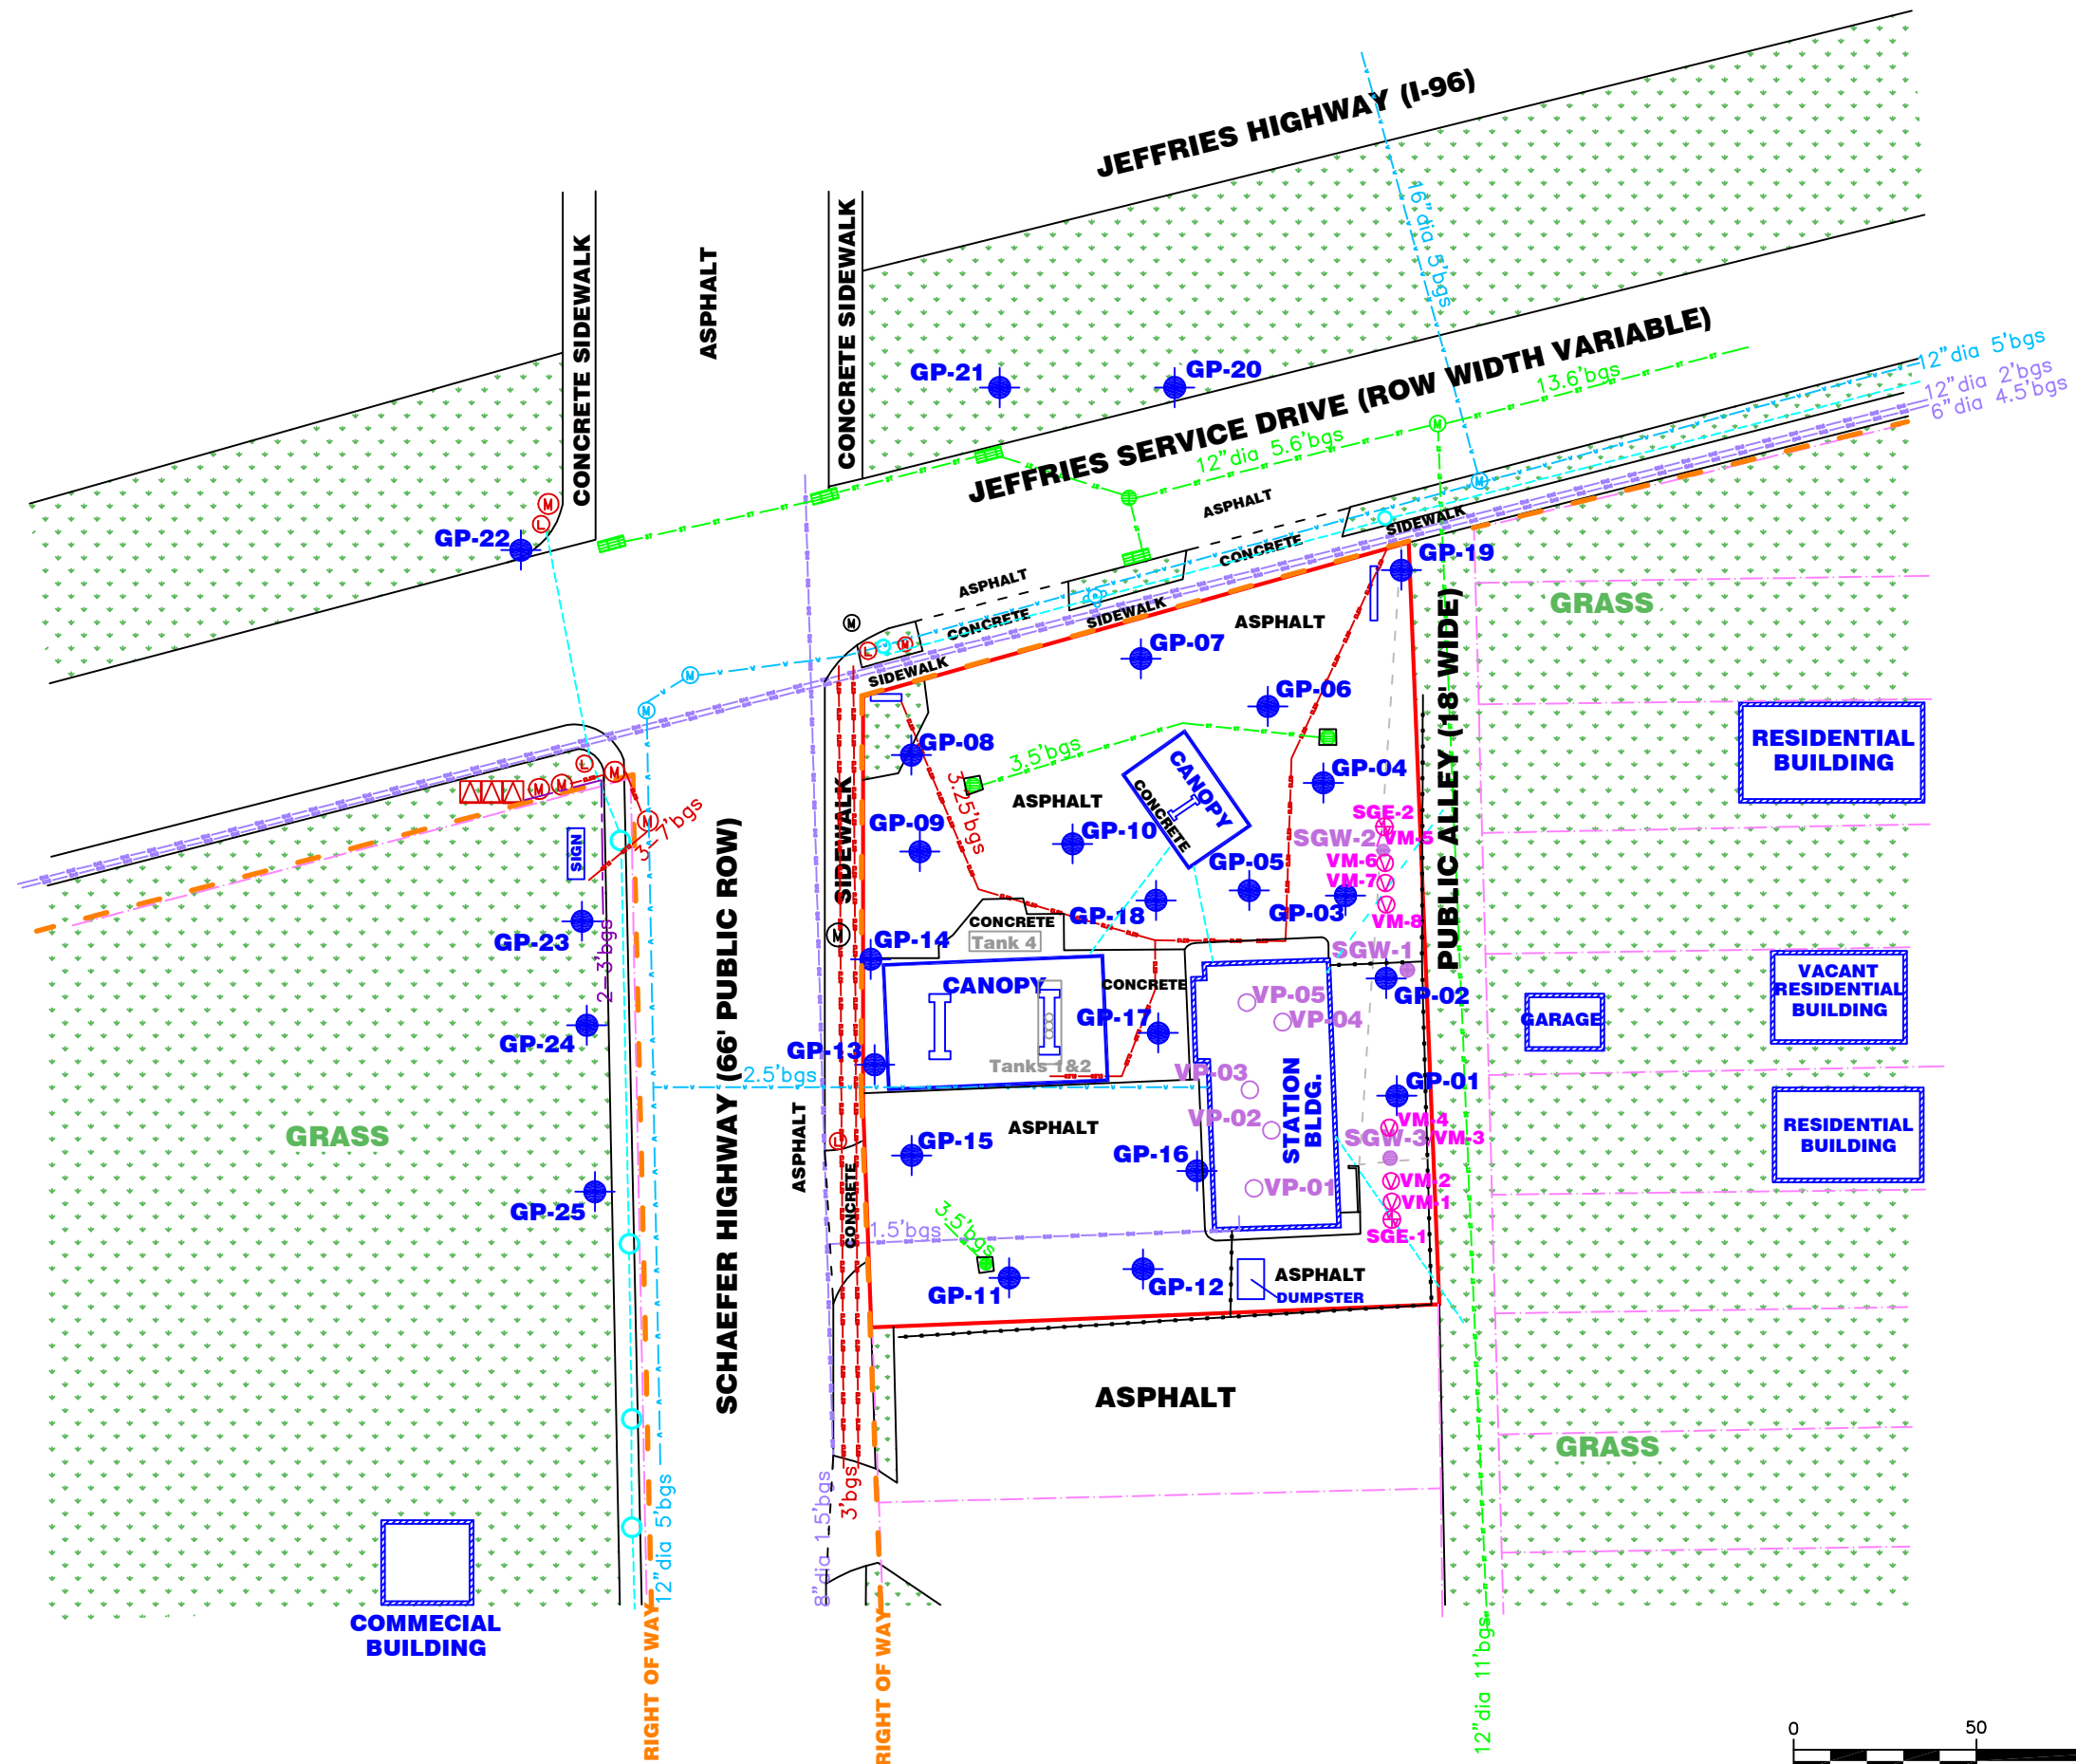 JEFFRIES HIGHWAY (I-96)
16"dia 5'bgs
CONCRETE SIDEWALK
ASPHALT
CONCRETE SIDEWALK
JEFFRIES SERVICE DRIVE (ROW WIDTH VARIABLE)
12"dia 5'bgs
12"dia 2'bgs
6"dia 4.5'bgs
13.6'bgs
GP-21
GP-20
12"dia 5.6'bgs
ASPHALT
M
M
M
L
GP-22
SIDEWALK
CONCRETE
GP-19
ASPHALT
CONCRETE
SIDEWALK
GRASS
M
L
M
SIDEWALK
ASPHALT
GP-07
M
M
GP-06
PUBLIC ALLEY (18' WIDE)
GP-08
3.5'bgs
CANOPY
CONCRETE
GP-04
RESIDENTIAL
BUILDING
L
M
M
M
M
3-7'bgs
SIGN
3.25'bgs
ASPHALT
SIDEWALK
GP-09
GP-10
SGE-2
SGW-2
VM-5
VM-6
VM-7
VM-8
GP-05
GP-03
GP-18
GP-23
2-3'bgs
M
GP-14
CONCRETE
Tank 4
SGW-1
GP-02
CANOPY
CONCRETE
VP-05
VP-04
GARAGE
VACANT
RESIDENTIAL
BUILDING
GP-24
GP-17
GP-13
Tanks 1&2
2.5'bgs
VP-03
GP-01
STATION
BLDG.
VP-02
VM-4
SGW-3
VM-3
RESIDENTIAL
BUILDING
SCHAEFER HIGHWAY (66' PUBLIC ROW)
GRASS
ASPHALT
L
ASPHALT
CONCRETE
GP-15
GP-16
VP-01
VM-2
VM-1
SGE-1
GP-25
1.5'bgs
3.5'bgs
GP-11
GP-12
ASPHALT
DUMPSTER
ASPHALT
GRASS
8"dia 1.5'bgs
3'bgs
12"dia 5'bgs
COMMECIAL
BUILDING
RIGHT OF WAY
RIGHT OF WAY
12"dia 11'bgs
0
50